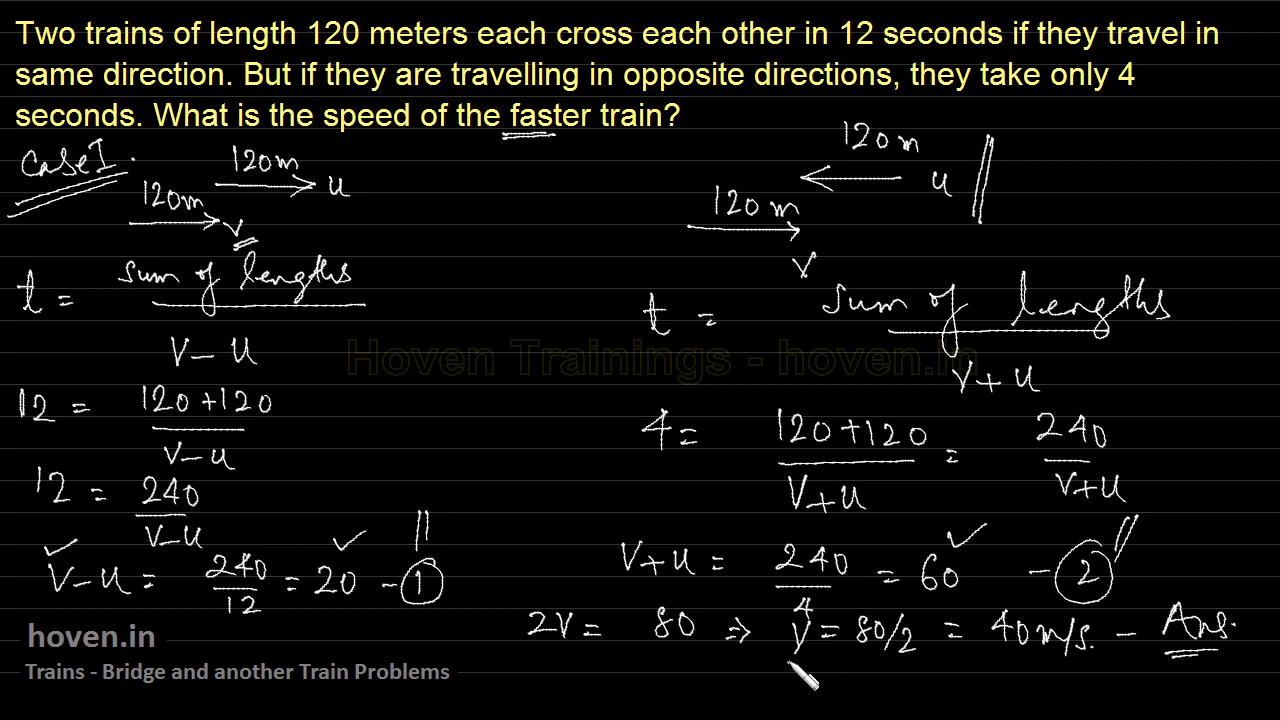 Two trains of length 120 meters each cross each other in 12 seconds if they travel in
same direction. But if they are travelling in opposite directions, they take only 4
seconds. What is the speed of the faster train?
Case I.
120m
u
120m
v
t = sum of lengths
V - U
12 = 120+120
V-U
12 = 240
V-U
V-U = 240 = 20 - 1
12
120m
u
120 m
v
t = sum of lengths
V+U
4 = 120+120 = 240
V+U V+U
V+U = 240 = 60 - 2
4
2V = 80 ⇒ V = 80/2 = 40 m/s. - Ans.
Hoven Trainings - hoven.in
hoven.in
Trains - Bridge and another Train Problems